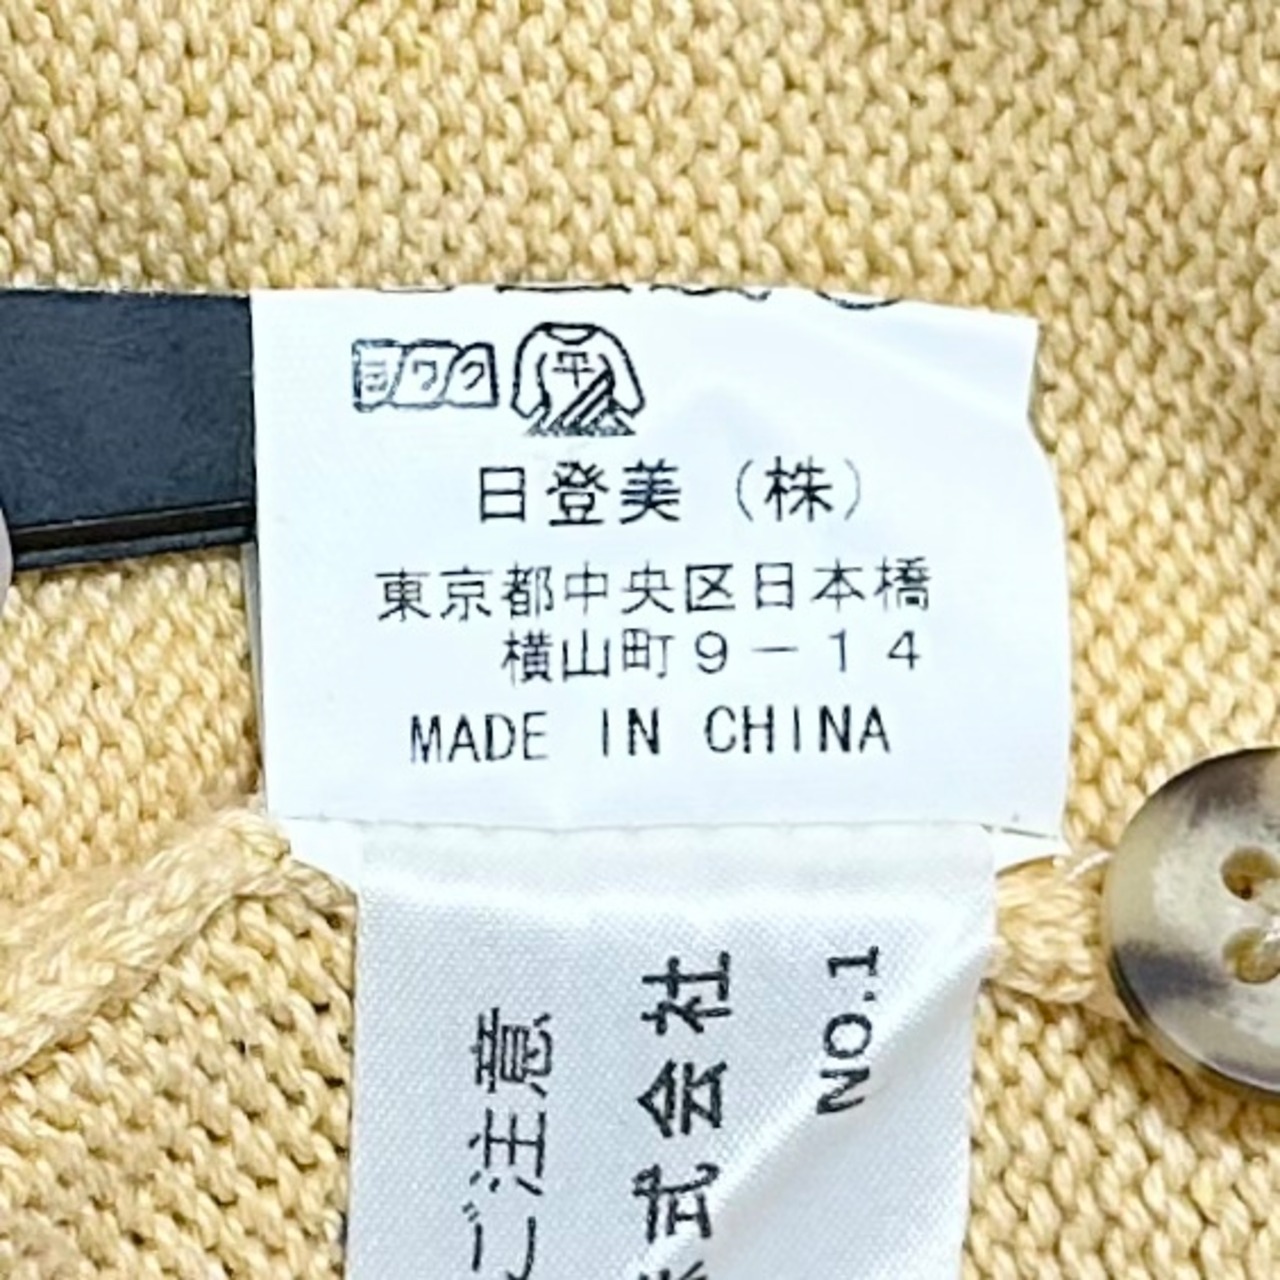 ヨワク 平
日登美（株）
東京都中央区日本橋
横山町９－１４
MADE IN CHINA
NO.1
式会社
ご注意